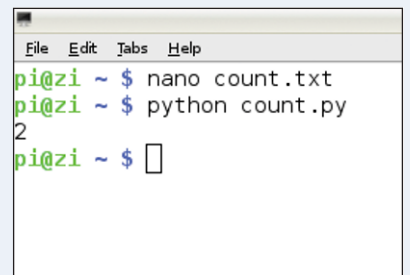 File Edit Tabs Help
pi@zi ~ $ nano count.txt
pi@zi ~ $ python count.py
2
pi@zi ~ $